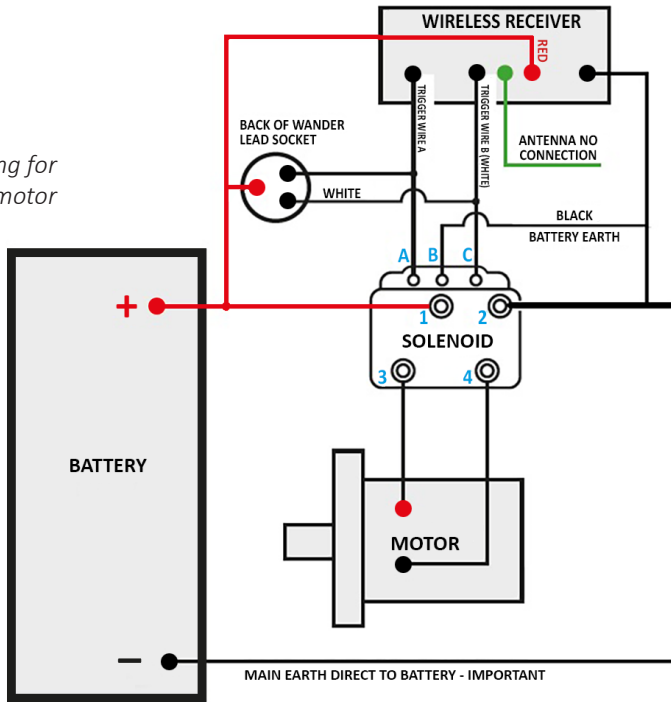 WIRELESS RECEIVER
RED
TRIGGER WIRE A
TRIGGER WIRE B (WHITE)
ANTENNA NO
CONNECTION
BACK OF WANDER
LEAD SOCKET
ng for
motor
WHITE
BLACK
BATTERY EARTH
A B C
+
1 2
SOLENOID
3 4
BATTERY
MOTOR
−
MAIN EARTH DIRECT TO BATTERY - IMPORTANT